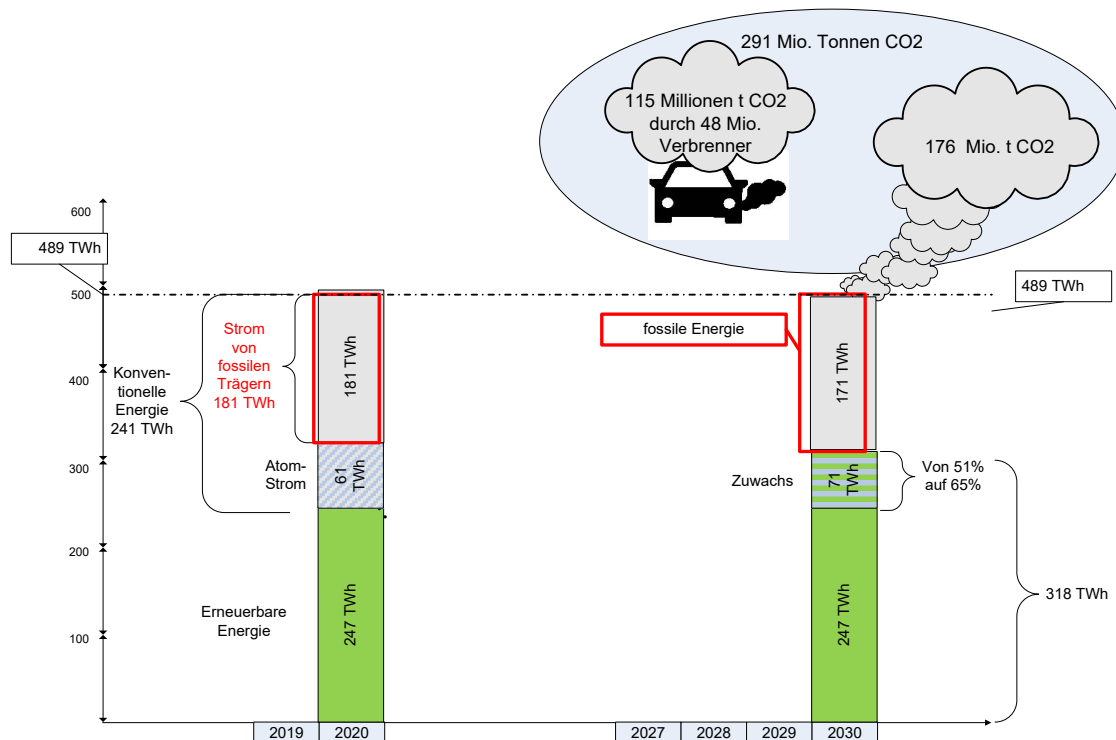 291 Mio. Tonnen CO2
115 Millionen t CO2
durch 48 Mio.
Verbrenner
176 Mio. t CO2
600
489 TWh
500
400
300
200
100
489 TWh
Strom
von
fossilen
Trägern
181 TWh
Konven-
tionelle
Energie
241 TWh
Atom-
Strom
Erneuerbare
Energie
181 TWh
61
TWh
247 TWh
fossile Energie
171 TWh
Zuwachs
71
TWh
Von 51%
auf 65%
247 TWh
318 TWh
2019
2020
2027
2028
2029
2030